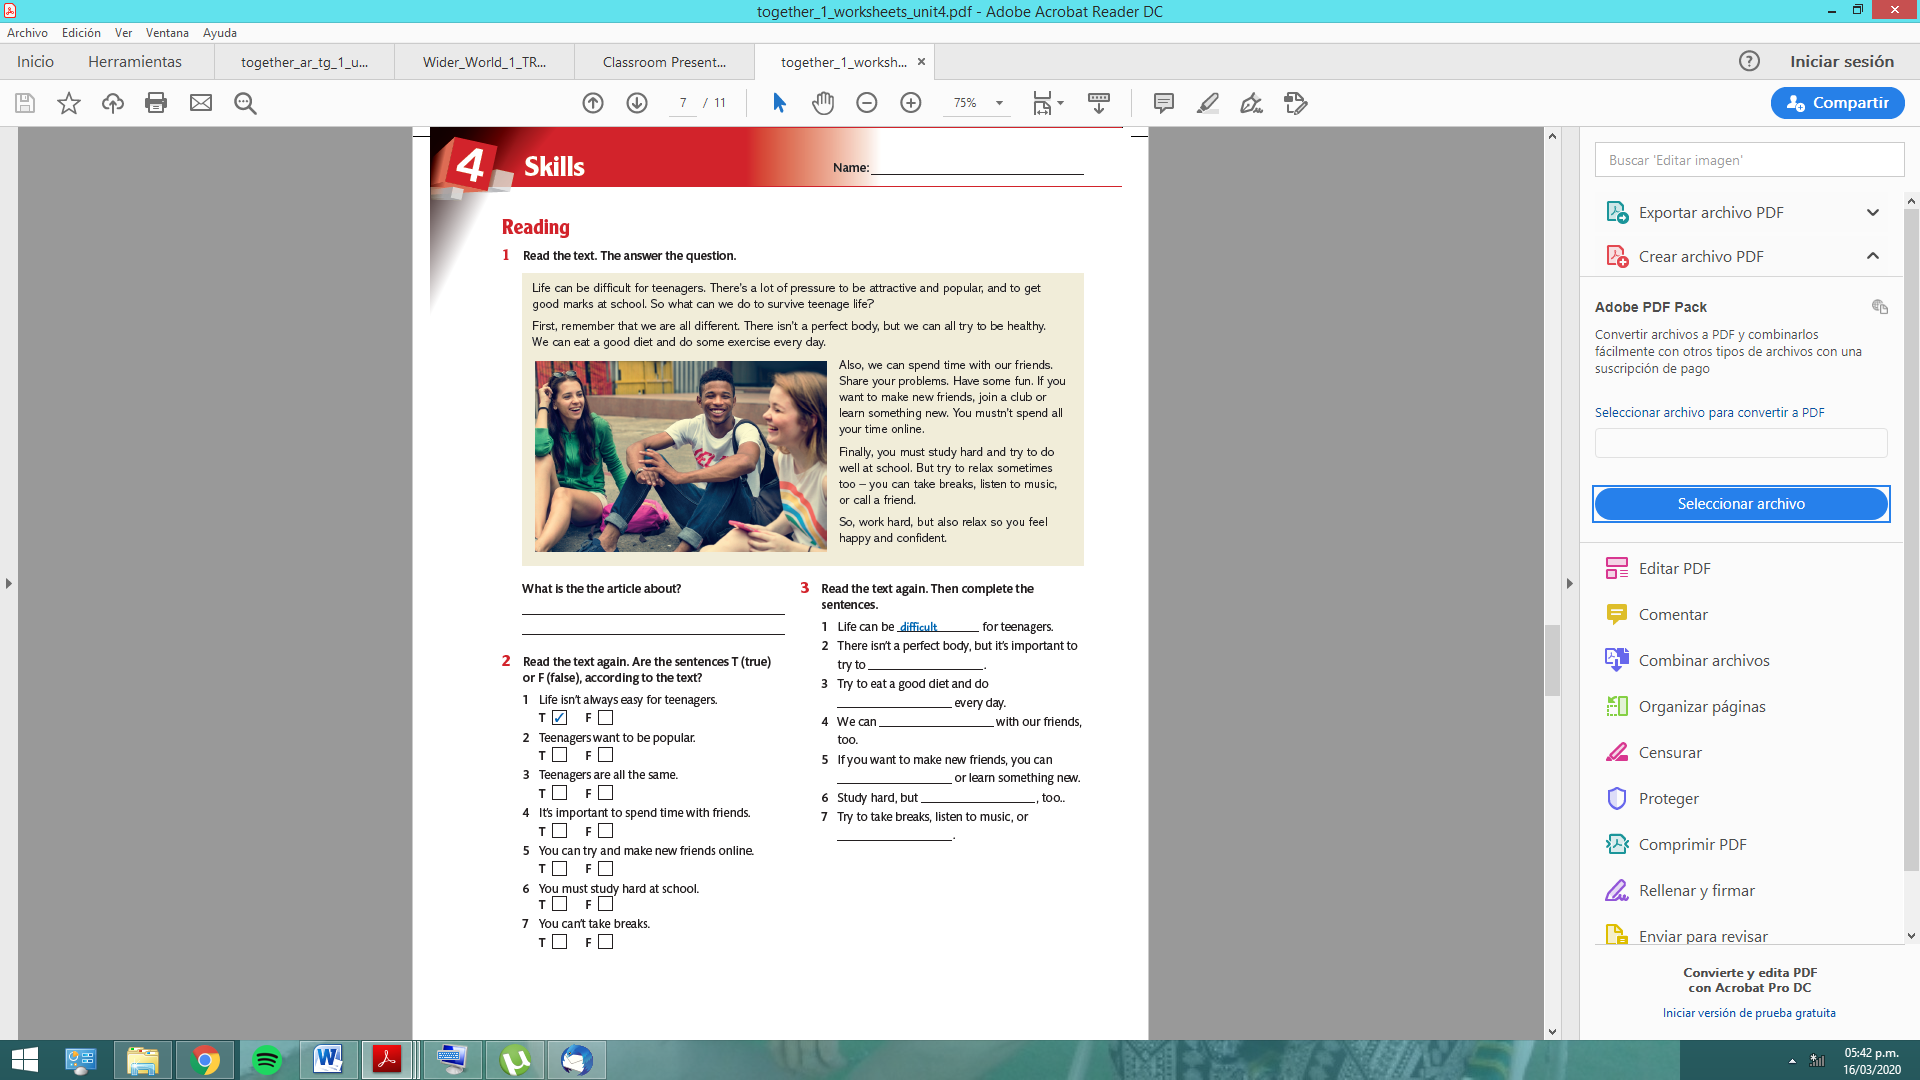 together_1_worksheets_unit4.pdf - Adobe Acrobat Reader DC
Archivo Edición Ver Ventana Ayuda
Inicio Herramientas together_ar_tg_1_u... Wider_World_1_TR... Classroom Present... together_1_worksh... × ? Iniciar sesión
7 / 11 75% Compartir
4 Skills Name:
Reading
1 Read the text. The answer the question.
Life can be difficult for teenagers. There's a lot of pressure to be attractive and popular, and to get
good marks at school. So what can we do to survive teenage life?
First, remember that we are all different. There isn't a perfect body, but we can all try to be healthy.
We can eat a good diet and do some exercise every day.
Also, we can spend time with our friends.
Share your problems. Have some fun. If you
want to make new friends, join a club or
learn something new. You mustn't spend all
your time online.
Finally, you must study hard and try to do
well at school. But try to relax sometimes
too – you can take breaks, listen to music,
or call a friend.
So, work hard, but also relax so you feel
happy and confident.
What is the the article about?
2 Read the text again. Are the sentences T (true)
or F (false), according to the text?
1 Life isn't always easy for teenagers.
T ✓ F
2 Teenagers want to be popular.
T F
3 Teenagers are all the same.
T F
4 It's important to spend time with friends.
T F
5 You can try and make new friends online.
T F
6 You must study hard at school.
T F
7 You can't take breaks.
T F
3 Read the text again. Then complete the
sentences.
1 Life can be difficult for teenagers.
2 There isn't a perfect body, but it's important to
try to ____.
3 Try to eat a good diet and do
____ every day.
4 We can ____ with our friends,
too.
5 If you want to make new friends, you can
____ or learn something new.
6 Study hard, but ____, too..
7 Try to take breaks, listen to music, or
____.
Buscar 'Editar imagen'
Exportar archivo PDF
Crear archivo PDF
Adobe PDF Pack
Convertir archivos a PDF y combinarlos
fácilmente con otros tipos de archivos con una
suscripción de pago
Seleccionar archivo para convertir a PDF
Seleccionar archivo
Editar PDF
Comentar
Combinar archivos
Organizar páginas
Censurar
Proteger
Comprimir PDF
Rellenar y firmar
Enviar para revisar
Convierte y edita PDF
con Acrobat Pro DC
Iniciar versión de prueba gratuita
05:42 p.m.
16/03/2020